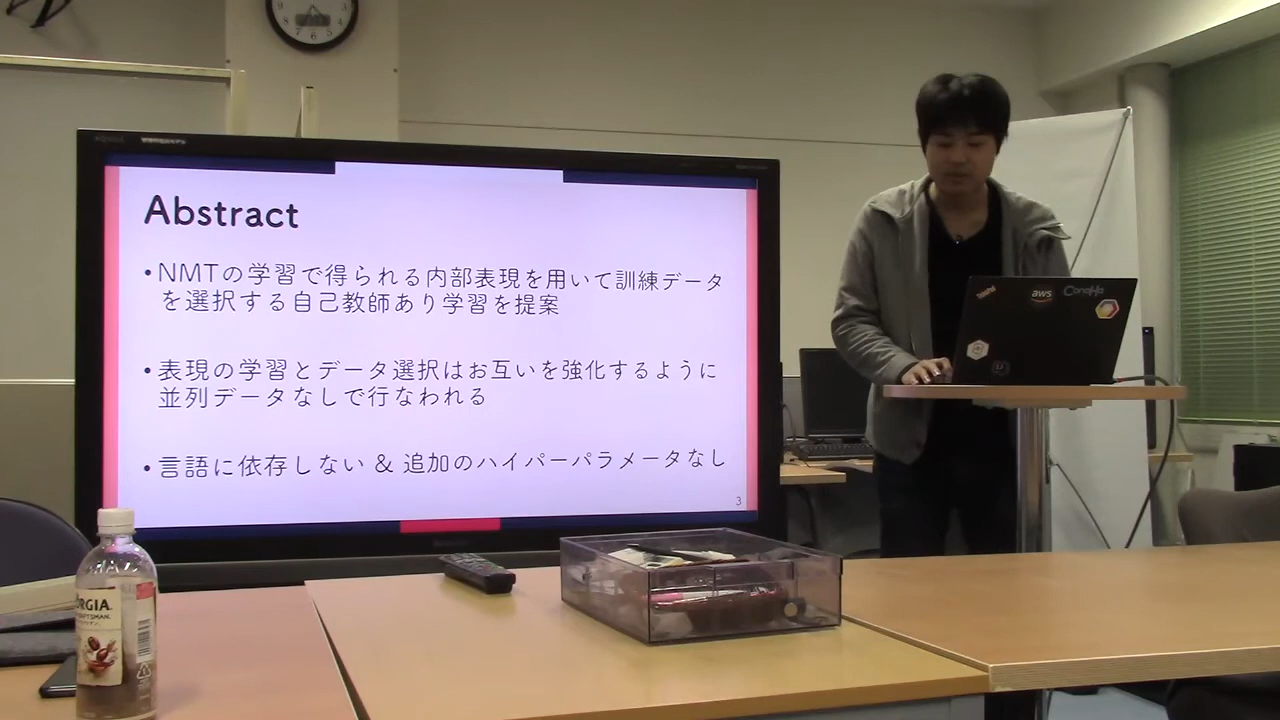 Abstract
•NMTの学習で得られる内部表現を用いて訓練データ
を選択する自己教師あり学習を提案
•表現の学習とデータ選択はお互いを強化するように
並列データなしで行なわれる
•言語に依存しない & 追加のハイパーパラメータなし
3
ThinkPad
aws
ConoHa
RGIA